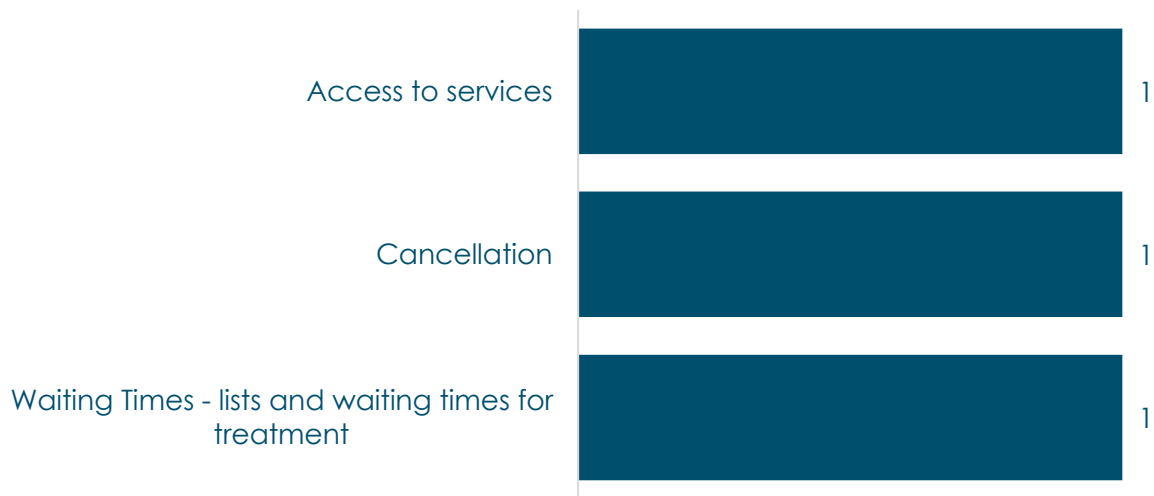 Access to services
1
Cancellation
1
Waiting Times - lists and waiting times for
treatment
1